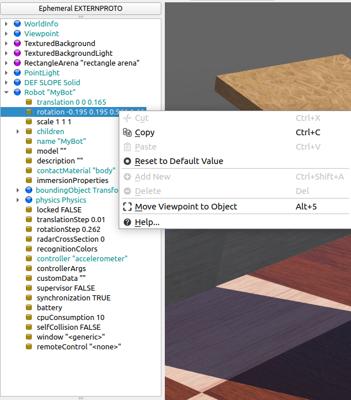 Ephemeral EXTERNPROTO
WorldInfo
Viewpoint
TexturedBackground
TexturedBackgroundLight
RectangleArena "rectangle arena"
PointLight
DEF SLOPE Solid
Robot "MyBot"
translation 0 0 0.165
rotation -0.195 0.195 0.5
scale 1 1 1
children
name "MyBot"
model ""
description ""
contactMaterial "body"
immersionProperties
boundingObject Transfo
physics Physics
locked FALSE
translationStep 0.01
rotationStep 0.262
radarCrossSection 0
recognitionColors
controller "accelerometer"
controllerArgs
customData ""
supervisor FALSE
synchronization TRUE
window "<generic>"
battery
cpuConsumption 10
selfCollision FALSE
remoteControl "<none>"
Cut Ctrl+X
Copy Ctrl+C
Paste Ctrl+V
Reset to Default Value
Add New Ctrl+Shift+A
Delete Del
Move Viewpoint to Object Alt+5
Help...